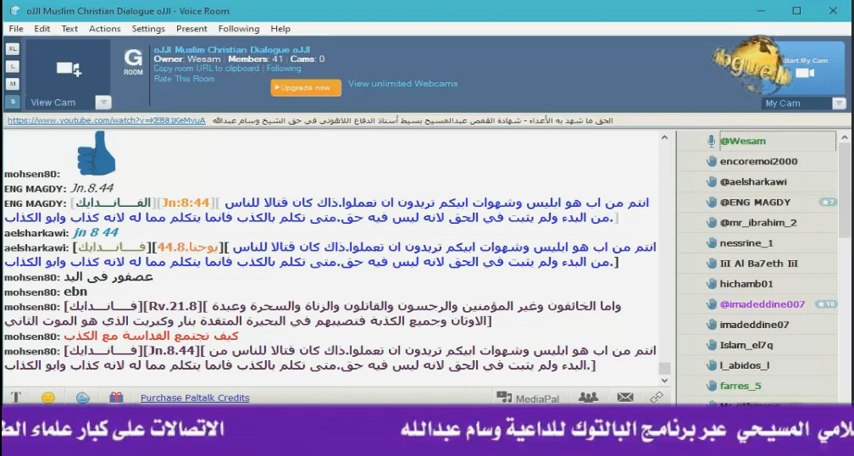 oJJl Muslim Christian Dialogue oJJl - Voice Room
File Edit Text Actions Settings Present Following Help
XL
L
M
S
View Cam
G
ROOM
oJJl Muslim Christian Dialogue oJJl
Owner: Wesam | Members: 41 | Cams: 0
Copy room URL to clipboard | Following
Rate This Room
Upgrade now
View unlimited Webcams
Start My Cam
My Cam
https://www.youtube.com/watch?v=KEB81KeMvuA الحق ما شهد به الأعداء - شهادة القمص عبدالمسيح بسيط أستاذ الدفاع اللاهوتى في حق الشيخ وسام عبدالله
mohsen80:
ENG MAGDY: Jn.8.44
ENG MAGDY: [الفـــانـــدايك][Jn:8:44] انتم من اب هو ابليس وشهوات ابيكم تريدون ان تعملوا.ذاك كان قتالا للناس
من البدء ولم يثبت في الحق لانه ليس فيه حق.متى تكلم بالكذب فانما يتكلم مما له لانه كذاب وابو الكذاب.
aelsharkawi: jn 8 44
aelsharkawi: [فـــانـــدايك][يوحنا.44.8] انتم من اب هو ابليس وشهوات ابيكم تريدون ان تعملوا.ذاك كان قتالا للناس
من البدء ولم يثبت في الحق لانه ليس فيه حق.متى تكلم بالكذب فانما يتكلم مما له لانه كذاب وابو الكذاب.]
mohsen80: عصفور في اليد
mohsen80: ebn
mohsen80: [فـــانـــدايك][Rv.21.8] واما الخائفون وغير المؤمنين والرجسون والقاتلون والزناة والسحرة وعبدة
الاوثان وجميع الكذبة فنصيبهم في البحيرة المتقدة بنار وكبريت الذي هو الموت الثاني]
mohsen80: كيف تجتمع القداسة مع الكذب
mohsen80: [فـــانـــدايك][Jn.8.44] انتم من اب هو ابليس وشهوات ابيكم تريدون ان تعملوا.ذاك كان قتالا للناس من
البدء ولم يثبت في الحق لانه ليس فيه حق.متى تكلم بالكذب فانما يتكلم مما له لانه كذاب وابو الكذاب.]
@Wesam
encoremoi2000
@aelsharkawi
@ENG MAGDY
@mr_ibrahim_2
nessrine_1
IiI Al Ba7eth IiI
hichamb01
@imadeddine007
imadeddine07
Islam_el7q
l_abidos_l
farres_5
Purchase Paltalk Credits
MediaPal
لامي المسيحي عبر برنامج البالتوك للداعية وسام عبدالله
الاتصالات على كبار علماء الط